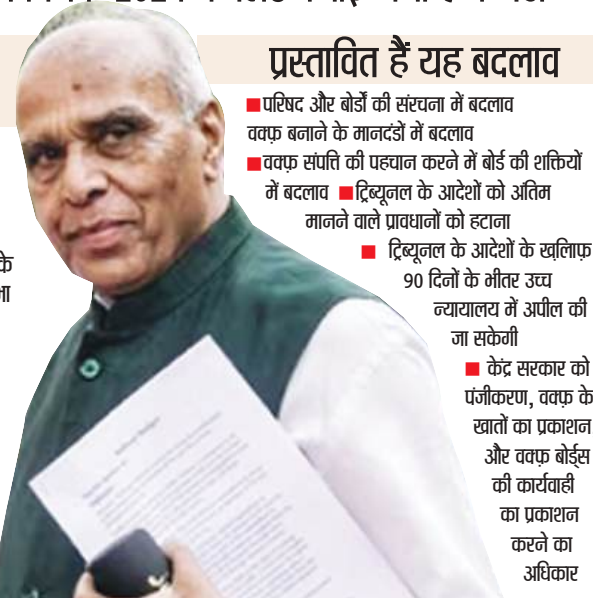 प्रस्तावित हैं यह बदलाव
■परिषद और बोर्डों की संरचना में बदलाव
वक्फ़ बनाने के मानदंडों में बदलाव
■वक्फ़ संपत्ति की पहचान करने में बोर्ड की शक्तियों
में बदलाव ■ट्रिब्यूनल के आदेशों को अंतिम
मानने वाले प्रावधानों को हटाना
■ ट्रिब्यूनल के आदेशों के ख़िलाफ़
90 दिनों के भीतर उच्च
न्यायालय में अपील की
जा सकेगी
■ केंद्र सरकार को
पंजीकरण, वक्फ़ के
खातों का प्रकाशन
और वक्फ़ बोर्ड्स
की कार्यवाही
का प्रकाशन
करने का
अधिकार
के